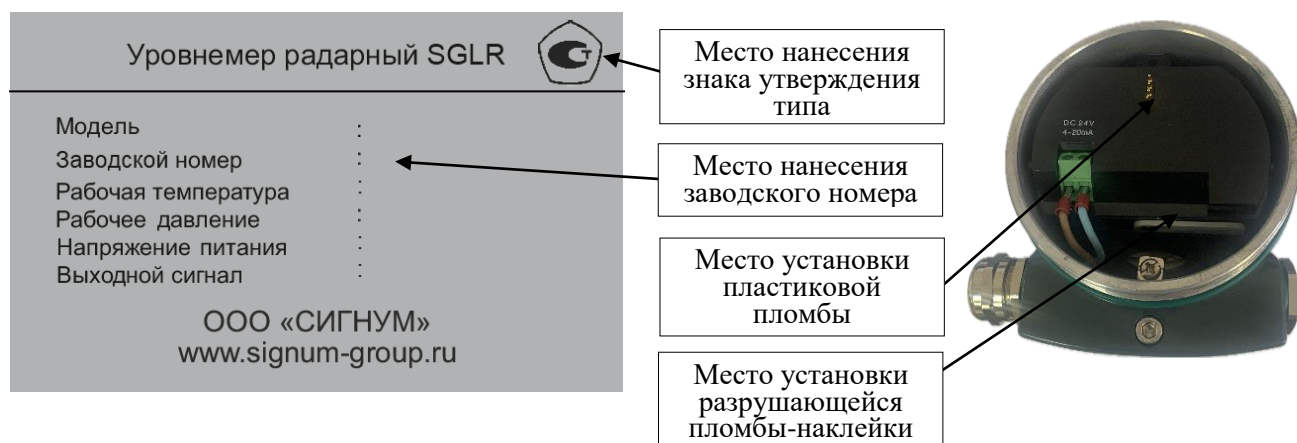 Уровнемер радарный SGLR
Модель :
Заводской номер :
Рабочая температура :
Рабочее давление :
Напряжение питания :
Выходной сигнал :
ООО «СИГНУМ»
www.signum-group.ru
Место нанесения
знака утверждения
типа
Место нанесения
заводского номера
Место установки
пластиковой
пломбы
Место установки
разрушающейся
пломбы-наклейки
DC 24V
4-20mA